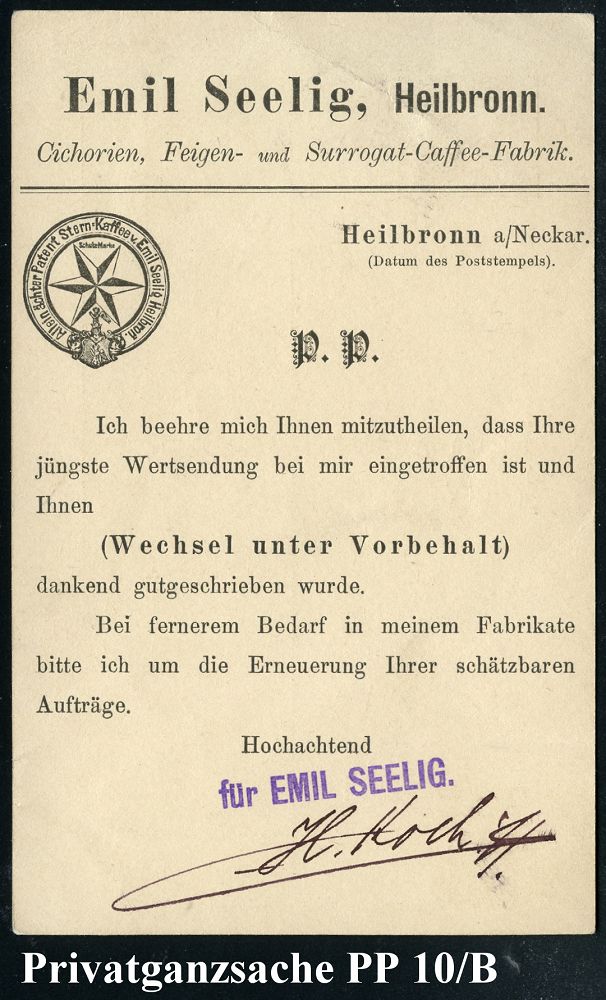 Emil Seelig, Heilbronn.
Cichorien, Feigen- und Surrogat-Caffee-Fabrik.
Allein ächter Patent Stern-Kaffee v. Emil Seelig Heilbron.
Schutz Marke
Heilbronn a/Neckar.
(Datum des Poststempels).
P. P.
Ich beehre mich Ihnen mitzutheilen, dass Ihre
jüngste Wertsendung bei mir eingetroffen ist und
Ihnen
(Wechsel unter Vorbehalt)
dankend gutgeschrieben wurde.
Bei fernerem Bedarf in meinem Fabrikate
bitte ich um die Erneuerung Ihrer schätzbaren
Aufträge.
Hochachtend
für EMIL SEELIG.
H. Koch
Privatganzsache PP 10/B